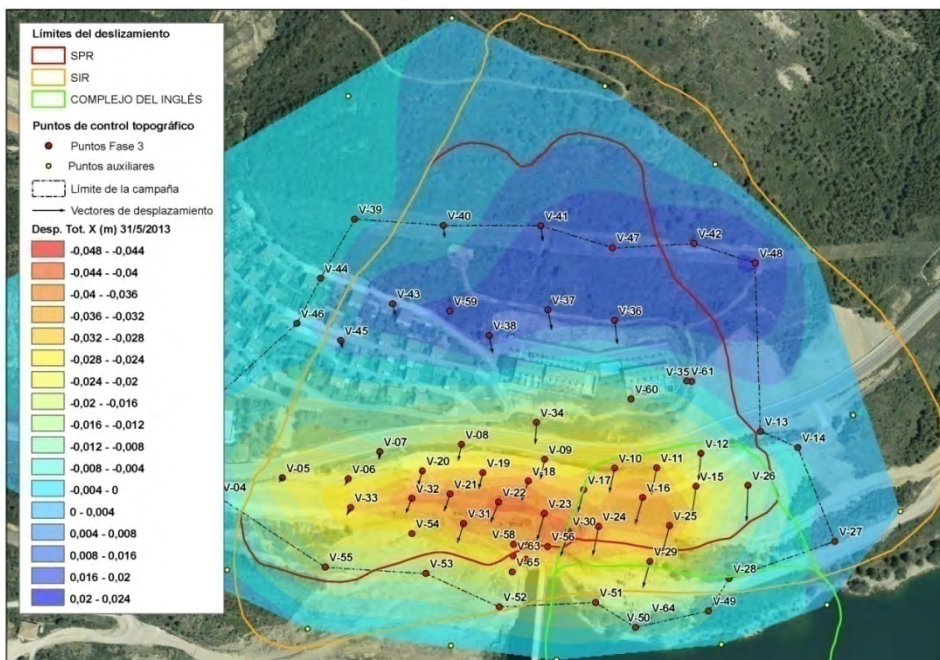 Límites del deslizamiento
SPR
SIR
COMPLEJO DEL INGLÉS
Puntos de control topográfico
Puntos Fase 3
Puntos auxiliares
Límite de la campaña
Vectores de desplazamiento
Desp. Tot. X (m) 31/5/2013
-0,048 - -0,044
-0,044 - -0,04
-0,04 - -0,036
-0,036 - -0,032
-0,032 - -0,028
-0,028 - -0,024
-0,024 - -0,02
-0,02 - -0,016
-0,016 - -0,012
-0,012 - -0,008
-0,008 - -0,004
-0,004 - 0
0 - 0,004
0,004 - 0,008
0,008 - 0,016
0,016 - 0,02
0,02 - 0,024
V-39
V-40
V-41
V-47
V-42
V-48
V-44
V-46
V-45
V-43
V-59
V-38
V-37
V-36
V-35
V-61
V-60
V-34
V-13
V-14
V-12
V-07
V-08
V-09
V-10
V-11
V-04
V-05
V-06
V-20
V-19
V-18
V-17
V-15
V-26
V-33
V-32
V-21
V-22
V-23
V-16
V-54
V-31
V-30
V-24
V-25
V-27
V-58
V-56
V-63
V-65
V-29
V-55
V-53
V-28
V-52
V-51
V-50
V-64
V-49